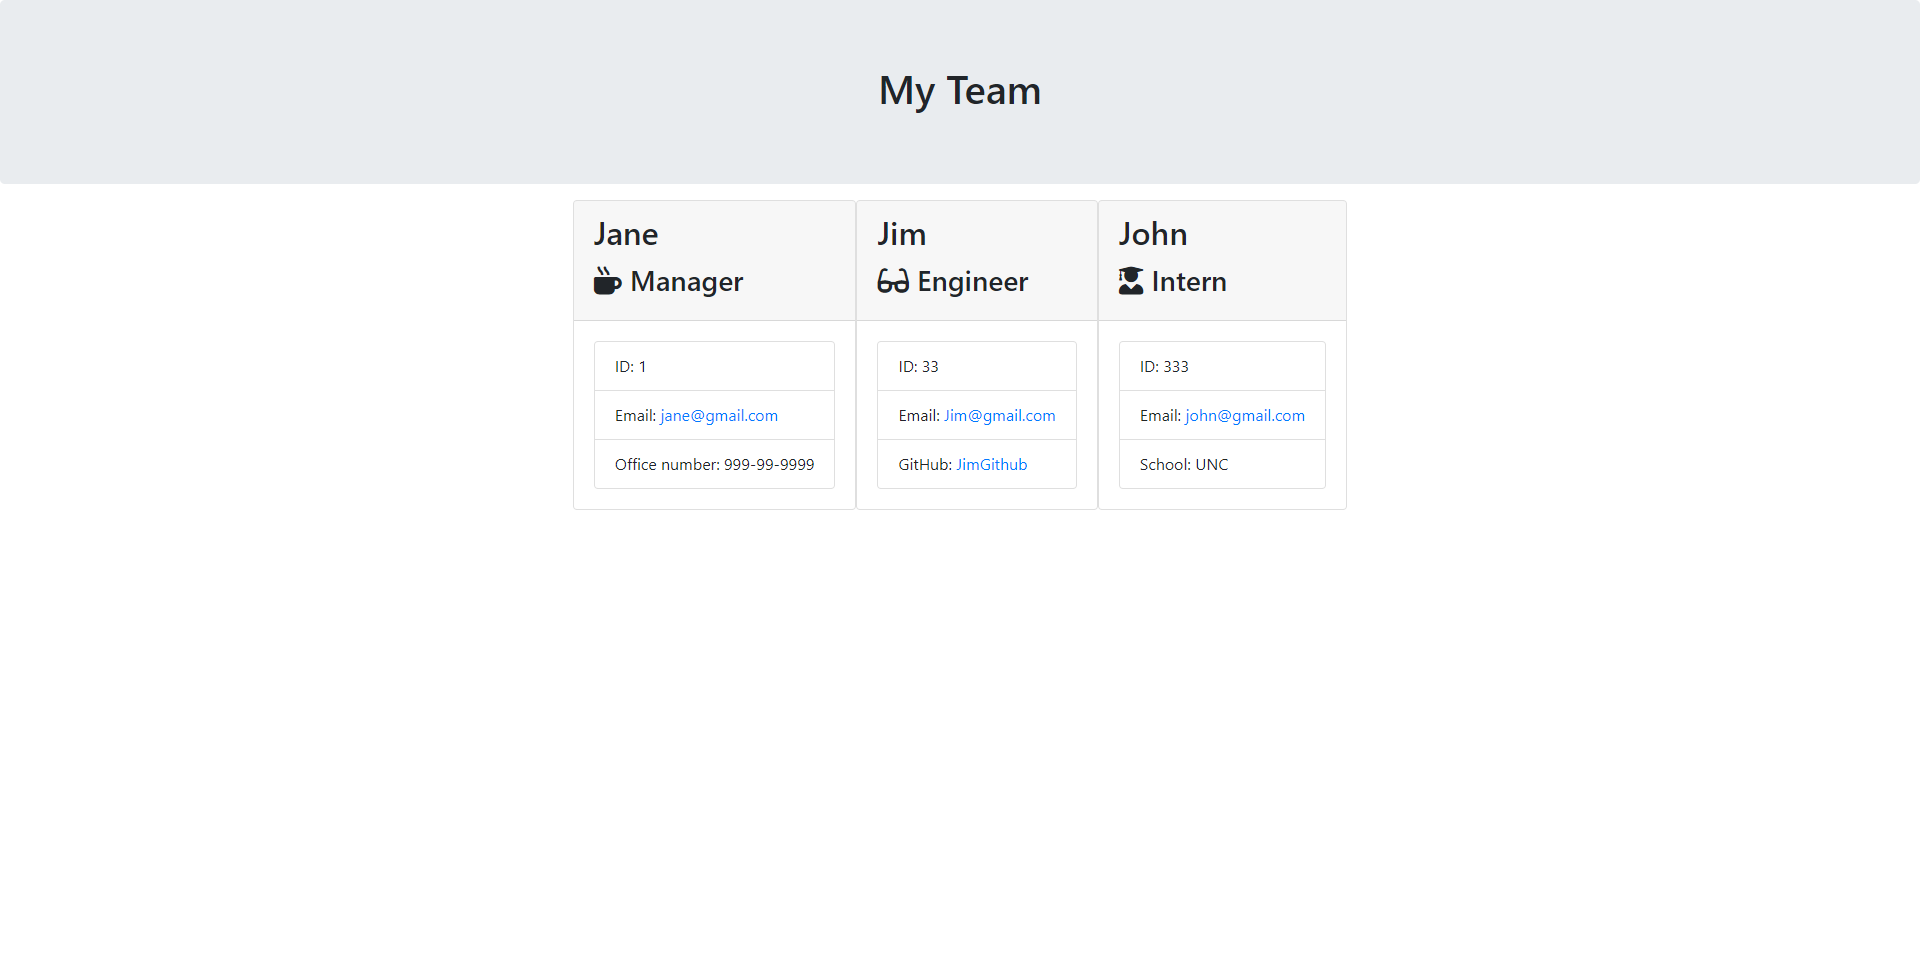 My Team
Jane
Manager
ID: 1
Email: jane@gmail.com
Office number: 999-99-9999
Jim
Engineer
ID: 33
Email: Jim@gmail.com
GitHub: JimGithub
John
Intern
ID: 333
Email: john@gmail.com
School: UNC